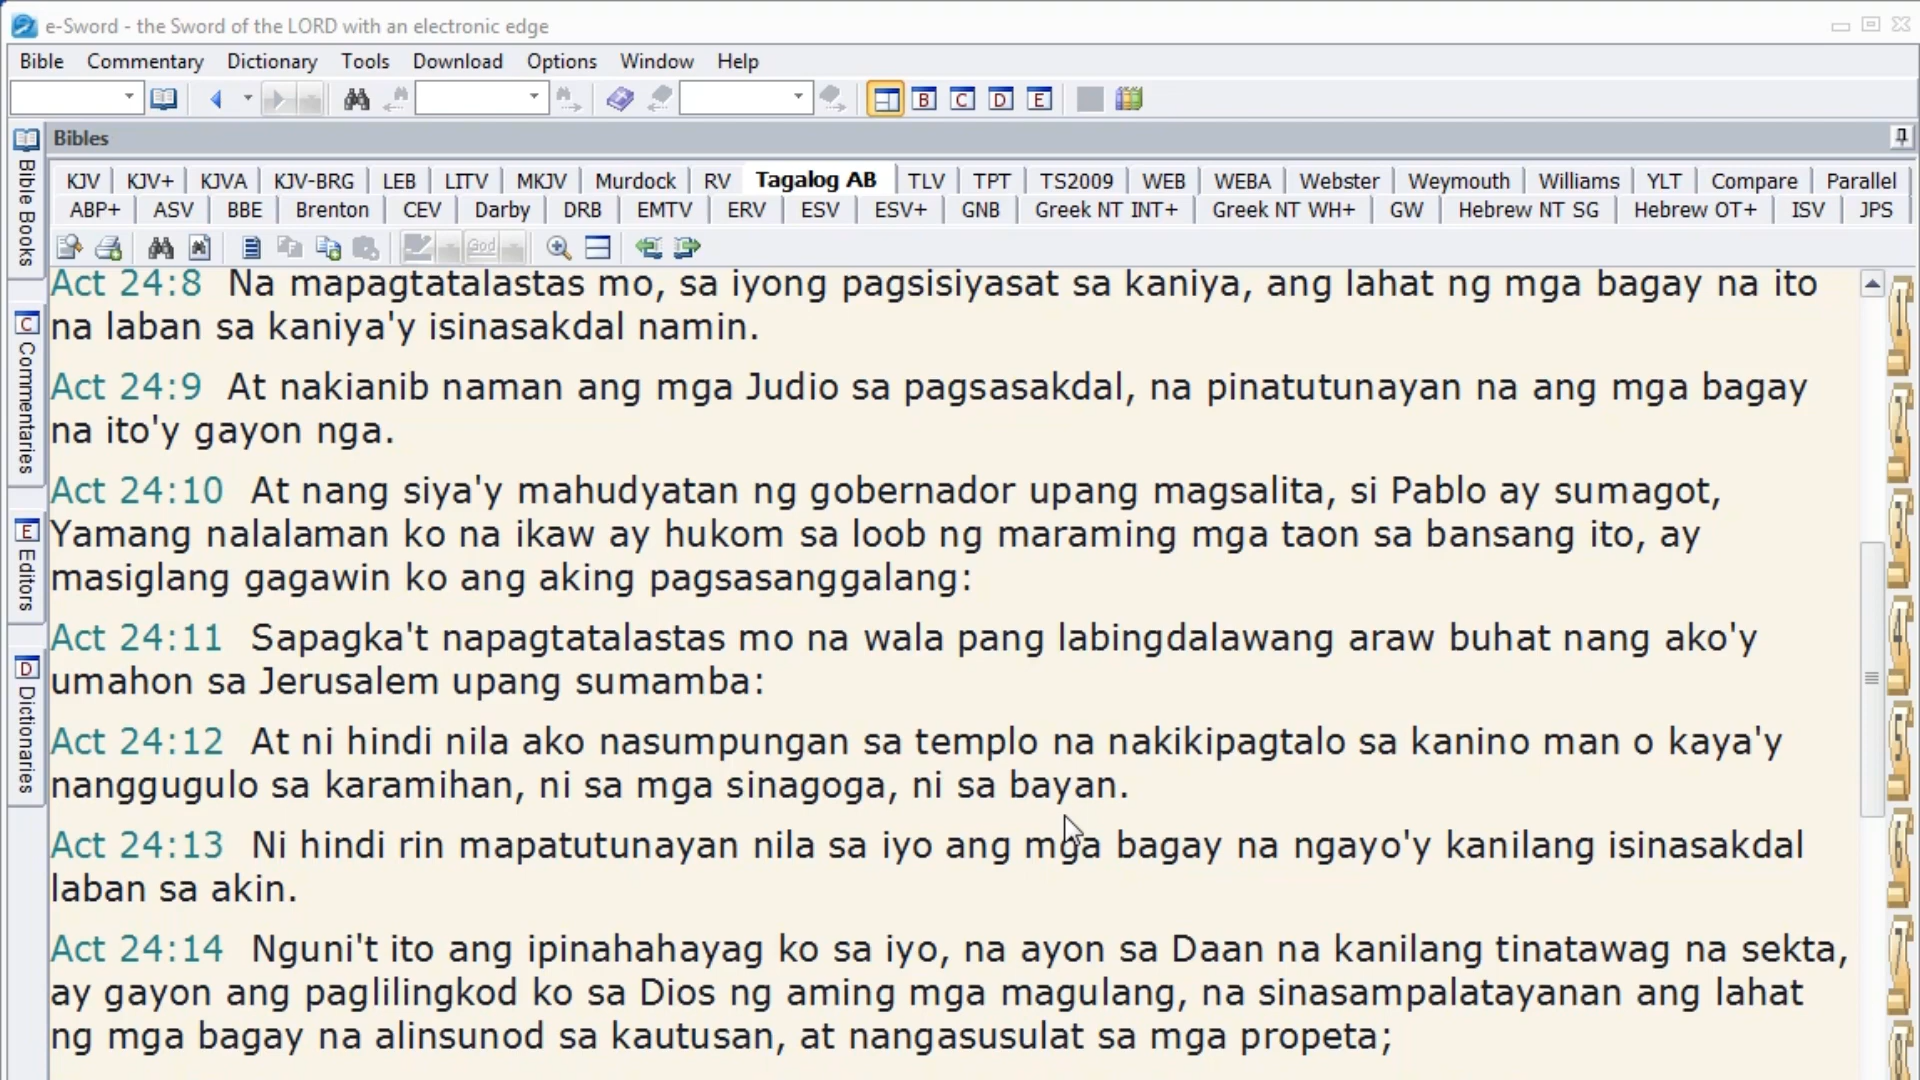 e-Sword - the Sword of the LORD with an electronic edge
Bible Commentary Dictionary Tools Download Options Window Help
B C D E
Bibles
KJV KJV+ KJVA KJV-BRG LEB LITV MKJV Murdock RV Tagalog AB TLV TPT TS2009 WEB WEBA Webster Weymouth Williams YLT Compare Parallel
ABP+ ASV BBE Brenton CEV Darby DRB EMTV ERV ESV ESV+ GNB Greek NT INT+ Greek NT WH+ GW Hebrew NT SG Hebrew OT+ ISV JPS
God
Bible Books
C Commentaries
E Editors
D Dictionaries
Act 24:8 Na mapagtatalastas mo, sa iyong pagsisiyasat sa kaniya, ang lahat ng mga bagay na ito
na laban sa kaniya'y isinasakdal namin.
Act 24:9 At nakianib naman ang mga Judio sa pagsasakdal, na pinatutunayan na ang mga bagay
na ito'y gayon nga.
Act 24:10 At nang siya'y mahudyatan ng gobernador upang magsalita, si Pablo ay sumagot,
Yamang nalalaman ko na ikaw ay hukom sa loob ng maraming mga taon sa bansang ito, ay
masiglang gagawin ko ang aking pagsasanggalang:
Act 24:11 Sapagka't napagtatalastas mo na wala pang labingdalawang araw buhat nang ako'y
umahon sa Jerusalem upang sumamba:
Act 24:12 At ni hindi nila ako nasumpungan sa templo na nakikipagtalo sa kanino man o kaya'y
nanggugulo sa karamihan, ni sa mga sinagoga, ni sa bayan.
Act 24:13 Ni hindi rin mapatutunayan nila sa iyo ang mga bagay na ngayo'y kanilang isinasakdal
laban sa akin.
Act 24:14 Nguni't ito ang ipinahahayag ko sa iyo, na ayon sa Daan na kanilang tinatawag na sekta,
ay gayon ang paglilingkod ko sa Dios ng aming mga magulang, na sinasampalatayanan ang lahat
ng mga bagay na alinsunod sa kautusan, at nangasusulat sa mga propeta;
1
2
3
4
5
6
7